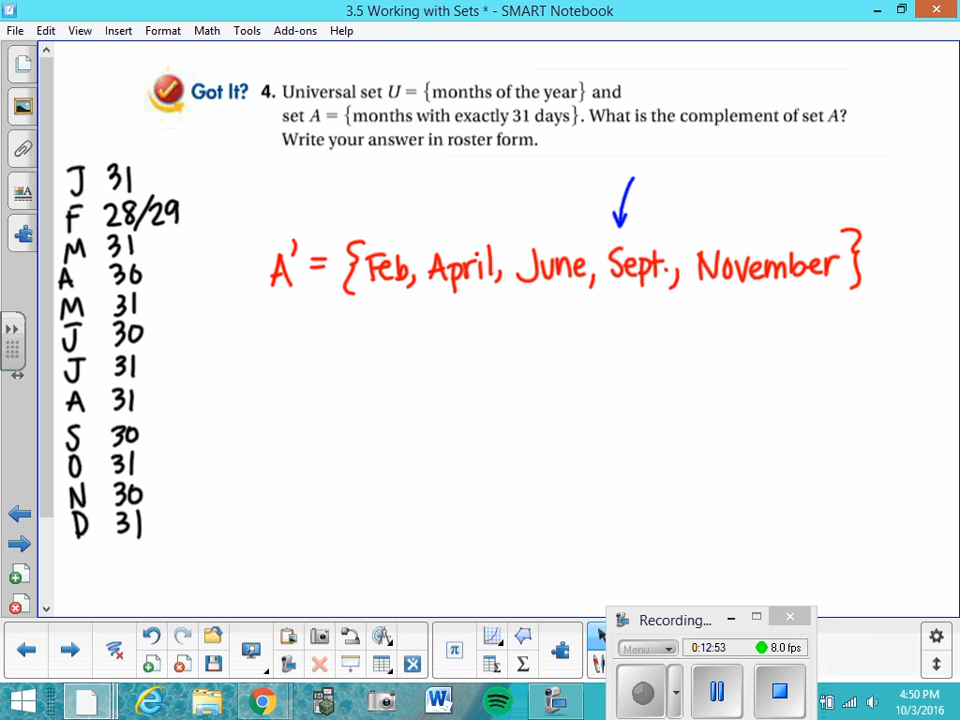 3.5 Working with Sets * - SMART Notebook
File Edit View Insert Format Math Tools Add-ons Help
Got It? 4. Universal set U = {months of the year} and
set A = {months with exactly 31 days}. What is the complement of set A?
Write your answer in roster form.
J 31
F 28/29
M 31
A 30
M 31
J 30
J 31
A 31
S 30
O 31
N 30
D 31
A' = {Feb, April, June, Sept., November}
Recording...
Menu 0:12:53 8.0 fps
4:50 PM
10/3/2016